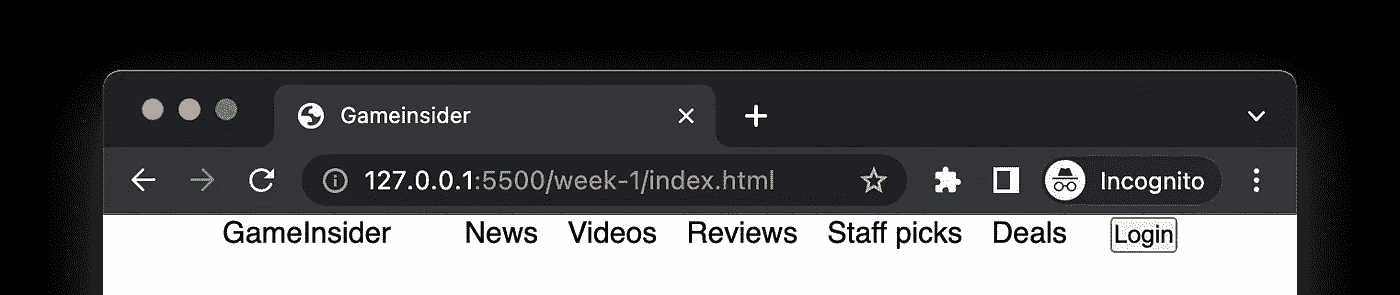 Gameinsider
127.0.0.1:5500/week-1/index.html Incognito
GameInsider News Videos Reviews Staff picks Deals Login